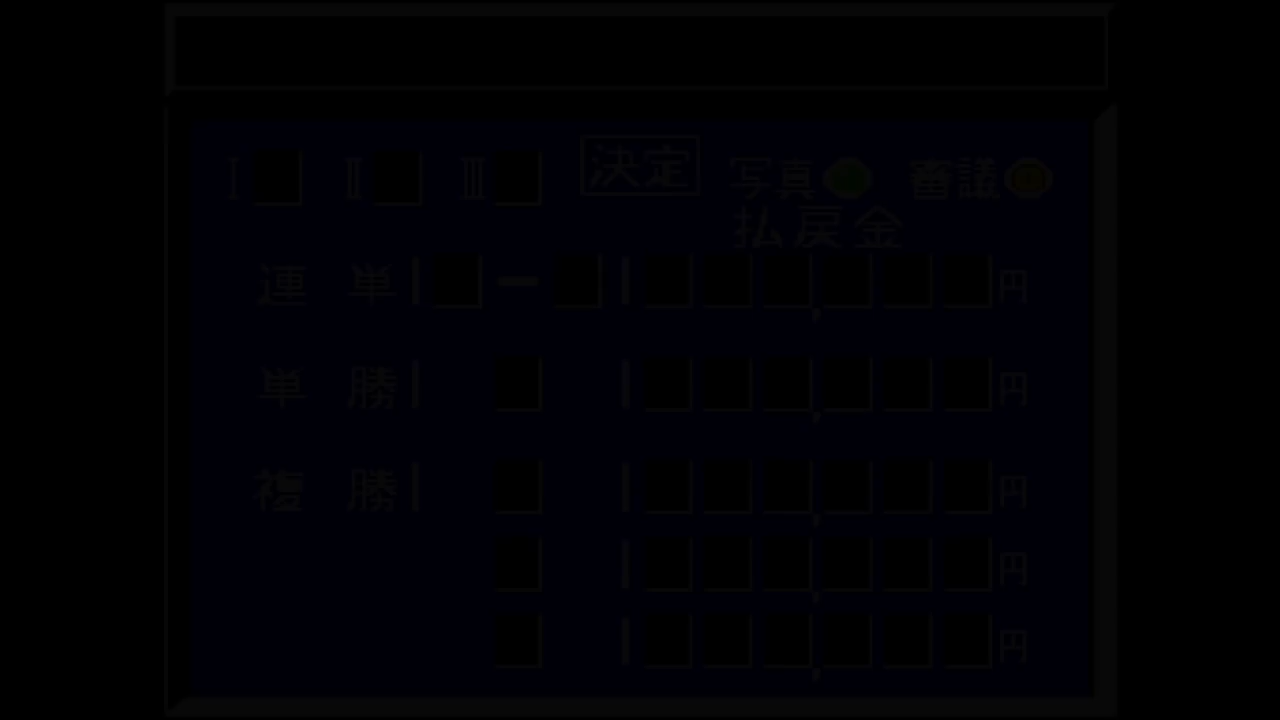 Ⅰ Ⅱ Ⅲ 決定 写真 審議
払戻金
連単 － , 円
単勝 , 円
複勝 , 円
, 円
, 円